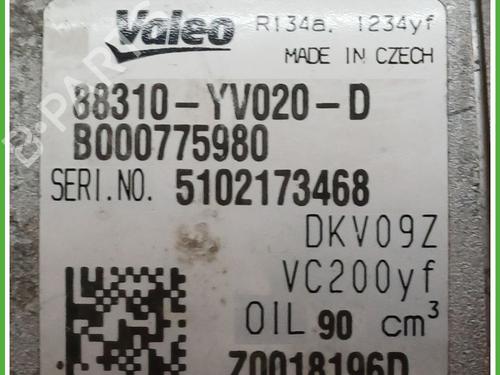 Valeo R134a, 1234yf
MADE IN CZECH
88310-YV020-D
B000775980
SERI.NO. 5102173468
DKV09Z
VC200yf
OIL 90 cm³
Z0018196D